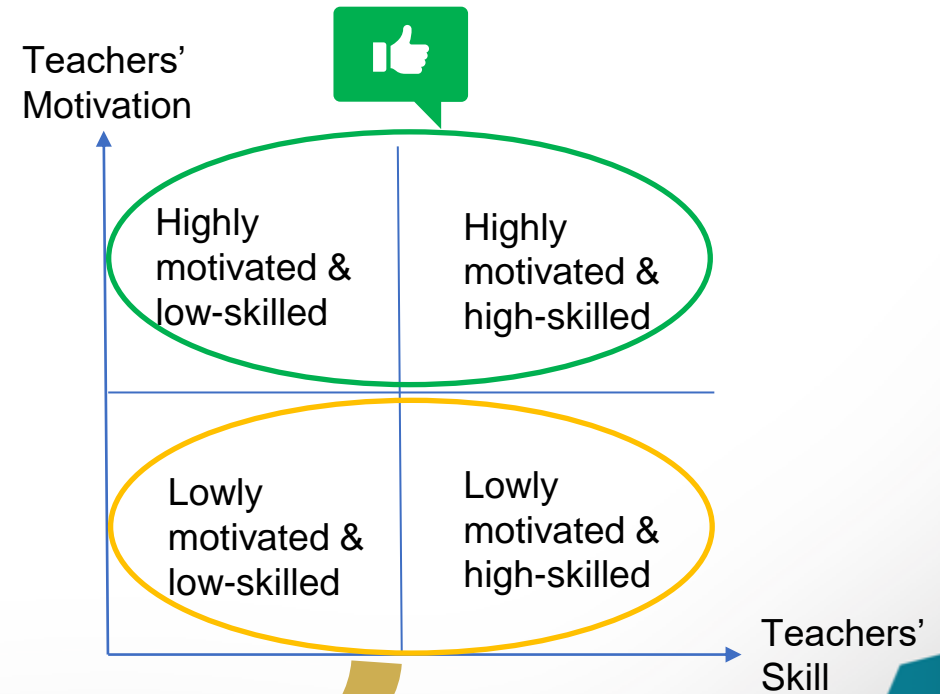 Teachers’
Motivation
Highly
motivated &
low-skilled
Highly
motivated &
high-skilled
Lowly
motivated &
low-skilled
Lowly
motivated &
high-skilled
Teachers’
Skill